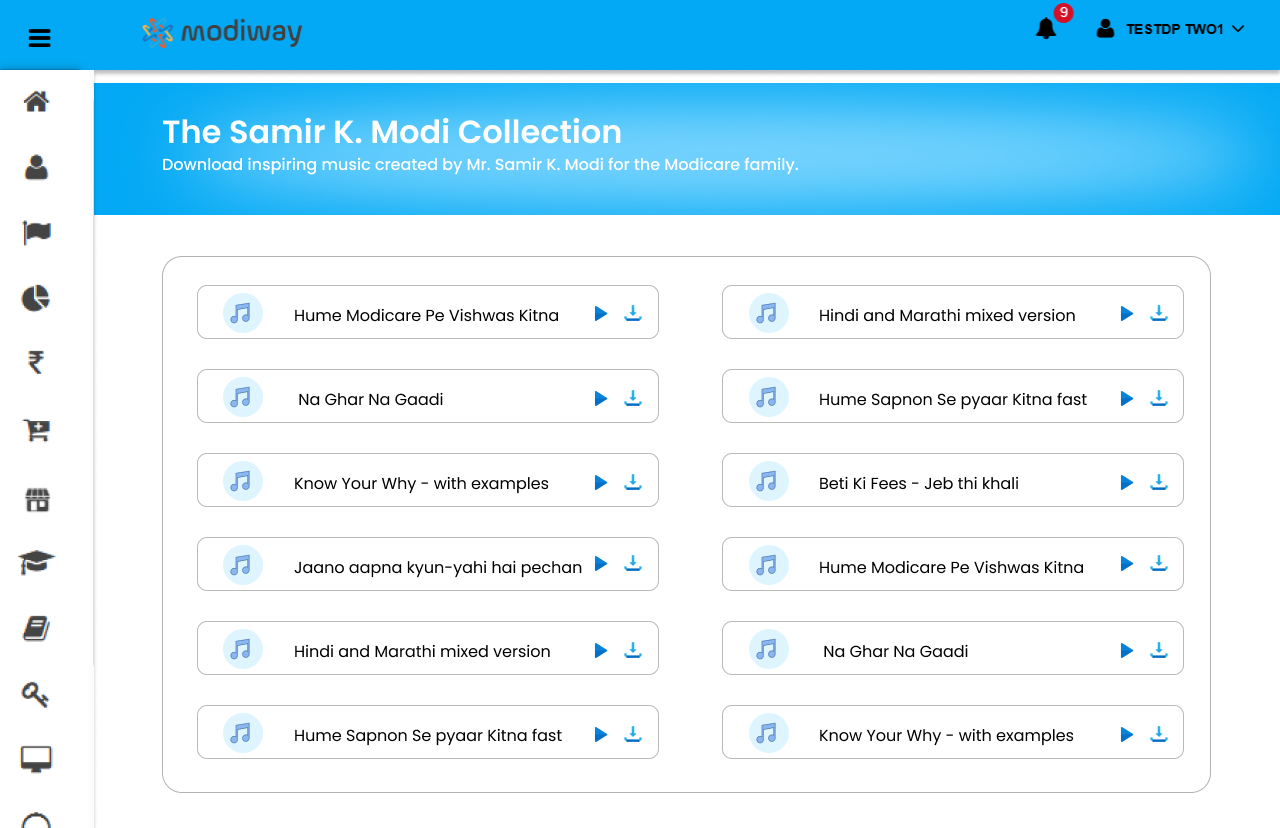 modiway
9
TESTDP TWO1
The Samir K. Modi Collection
Download inspiring music created by Mr. Samir K. Modi for the Modicare family.
Hume Modicare Pe Vishwas Kitna
Hindi and Marathi mixed version
Na Ghar Na Gaadi
Hume Sapnon Se pyaar Kitna fast
Know Your Why - with examples
Beti Ki Fees - Jeb thi khali
Jaano aapna kyun-yahi hai pechan
Hume Modicare Pe Vishwas Kitna
Hindi and Marathi mixed version
Na Ghar Na Gaadi
Hume Sapnon Se pyaar Kitna fast
Know Your Why - with examples